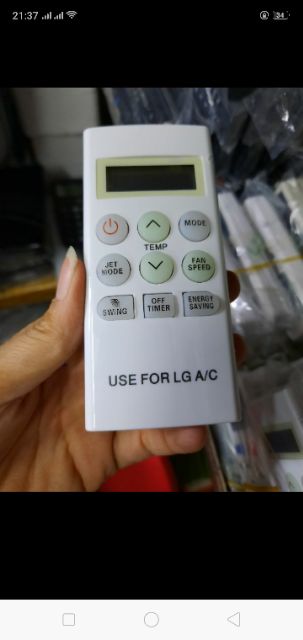 21:37
34
MODE
TEMP
JET MODE
FAN SPEED
SWING
OFF TIMER
ENERGY SAVING
USE FOR LG A/C